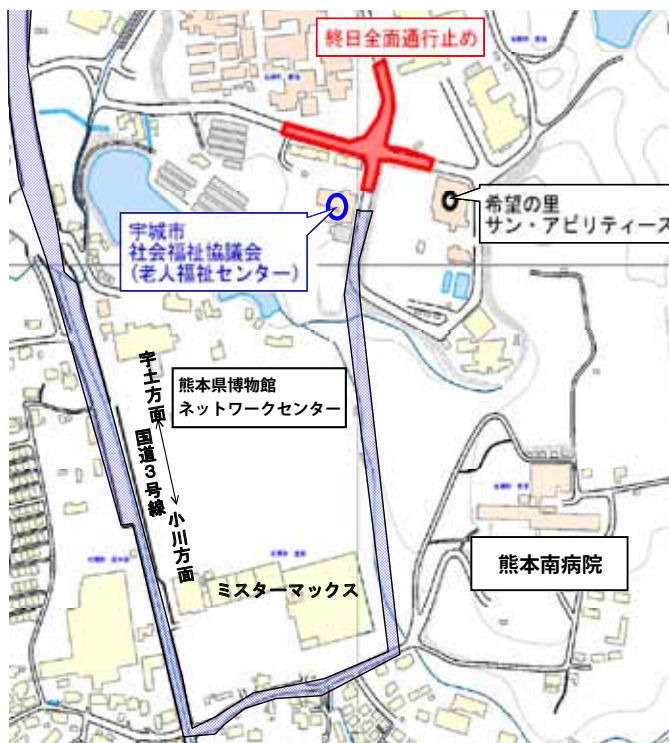 終日全面通行止め
希望の里
サン・アビリティーズ
宇城市
社会福祉協議会
(老人福祉センター)
熊本県博物館
ネットワークセンター
宇土方面
国道3号線
小川方面
ミスターマックス
熊本南病院